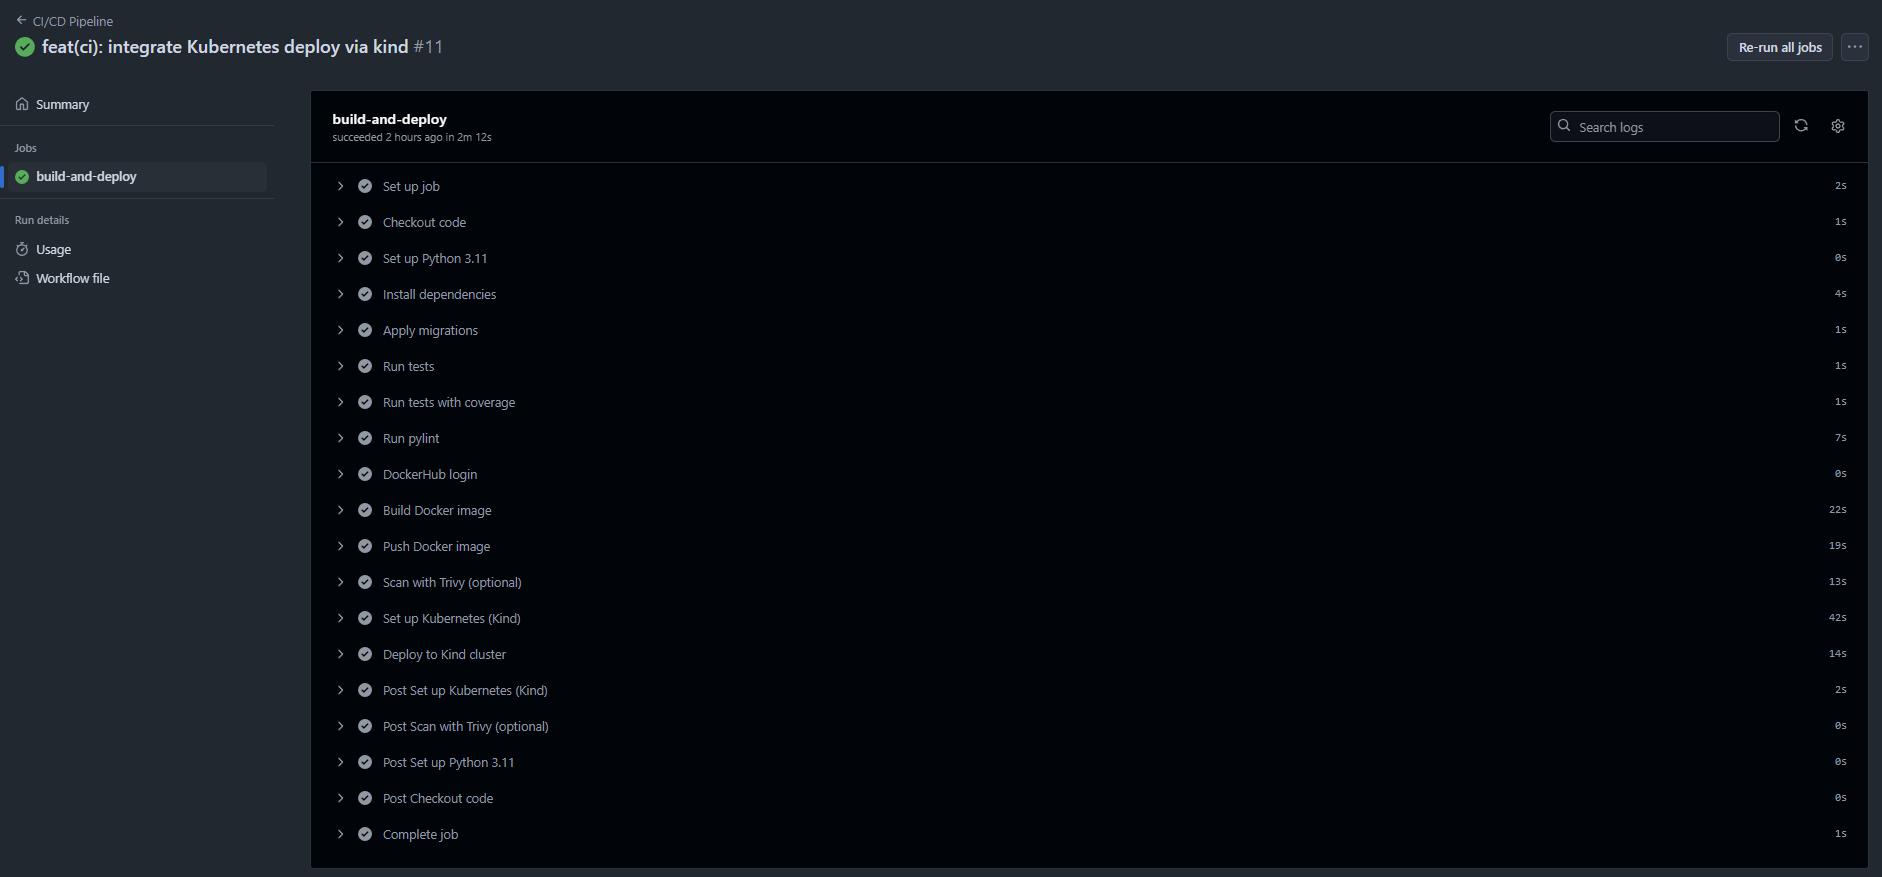 CI/CD Pipeline
feat(ci): integrate Kubernetes deploy via kind #11
Re-run all jobs
Summary
Jobs
build-and-deploy
Run details
Usage
Workflow file
build-and-deploy
succeeded 2 hours ago in 2m 12s
Search logs
Set up job 2s
Checkout code 1s
Set up Python 3.11 0s
Install dependencies 4s
Apply migrations 1s
Run tests 1s
Run tests with coverage 1s
Run pylint 7s
DockerHub login 0s
Build Docker image 22s
Push Docker image 19s
Scan with Trivy (optional) 13s
Set up Kubernetes (Kind) 42s
Deploy to Kind cluster 14s
Post Set up Kubernetes (Kind) 2s
Post Scan with Trivy (optional) 0s
Post Set up Python 3.11 0s
Post Checkout code 0s
Complete job 1s